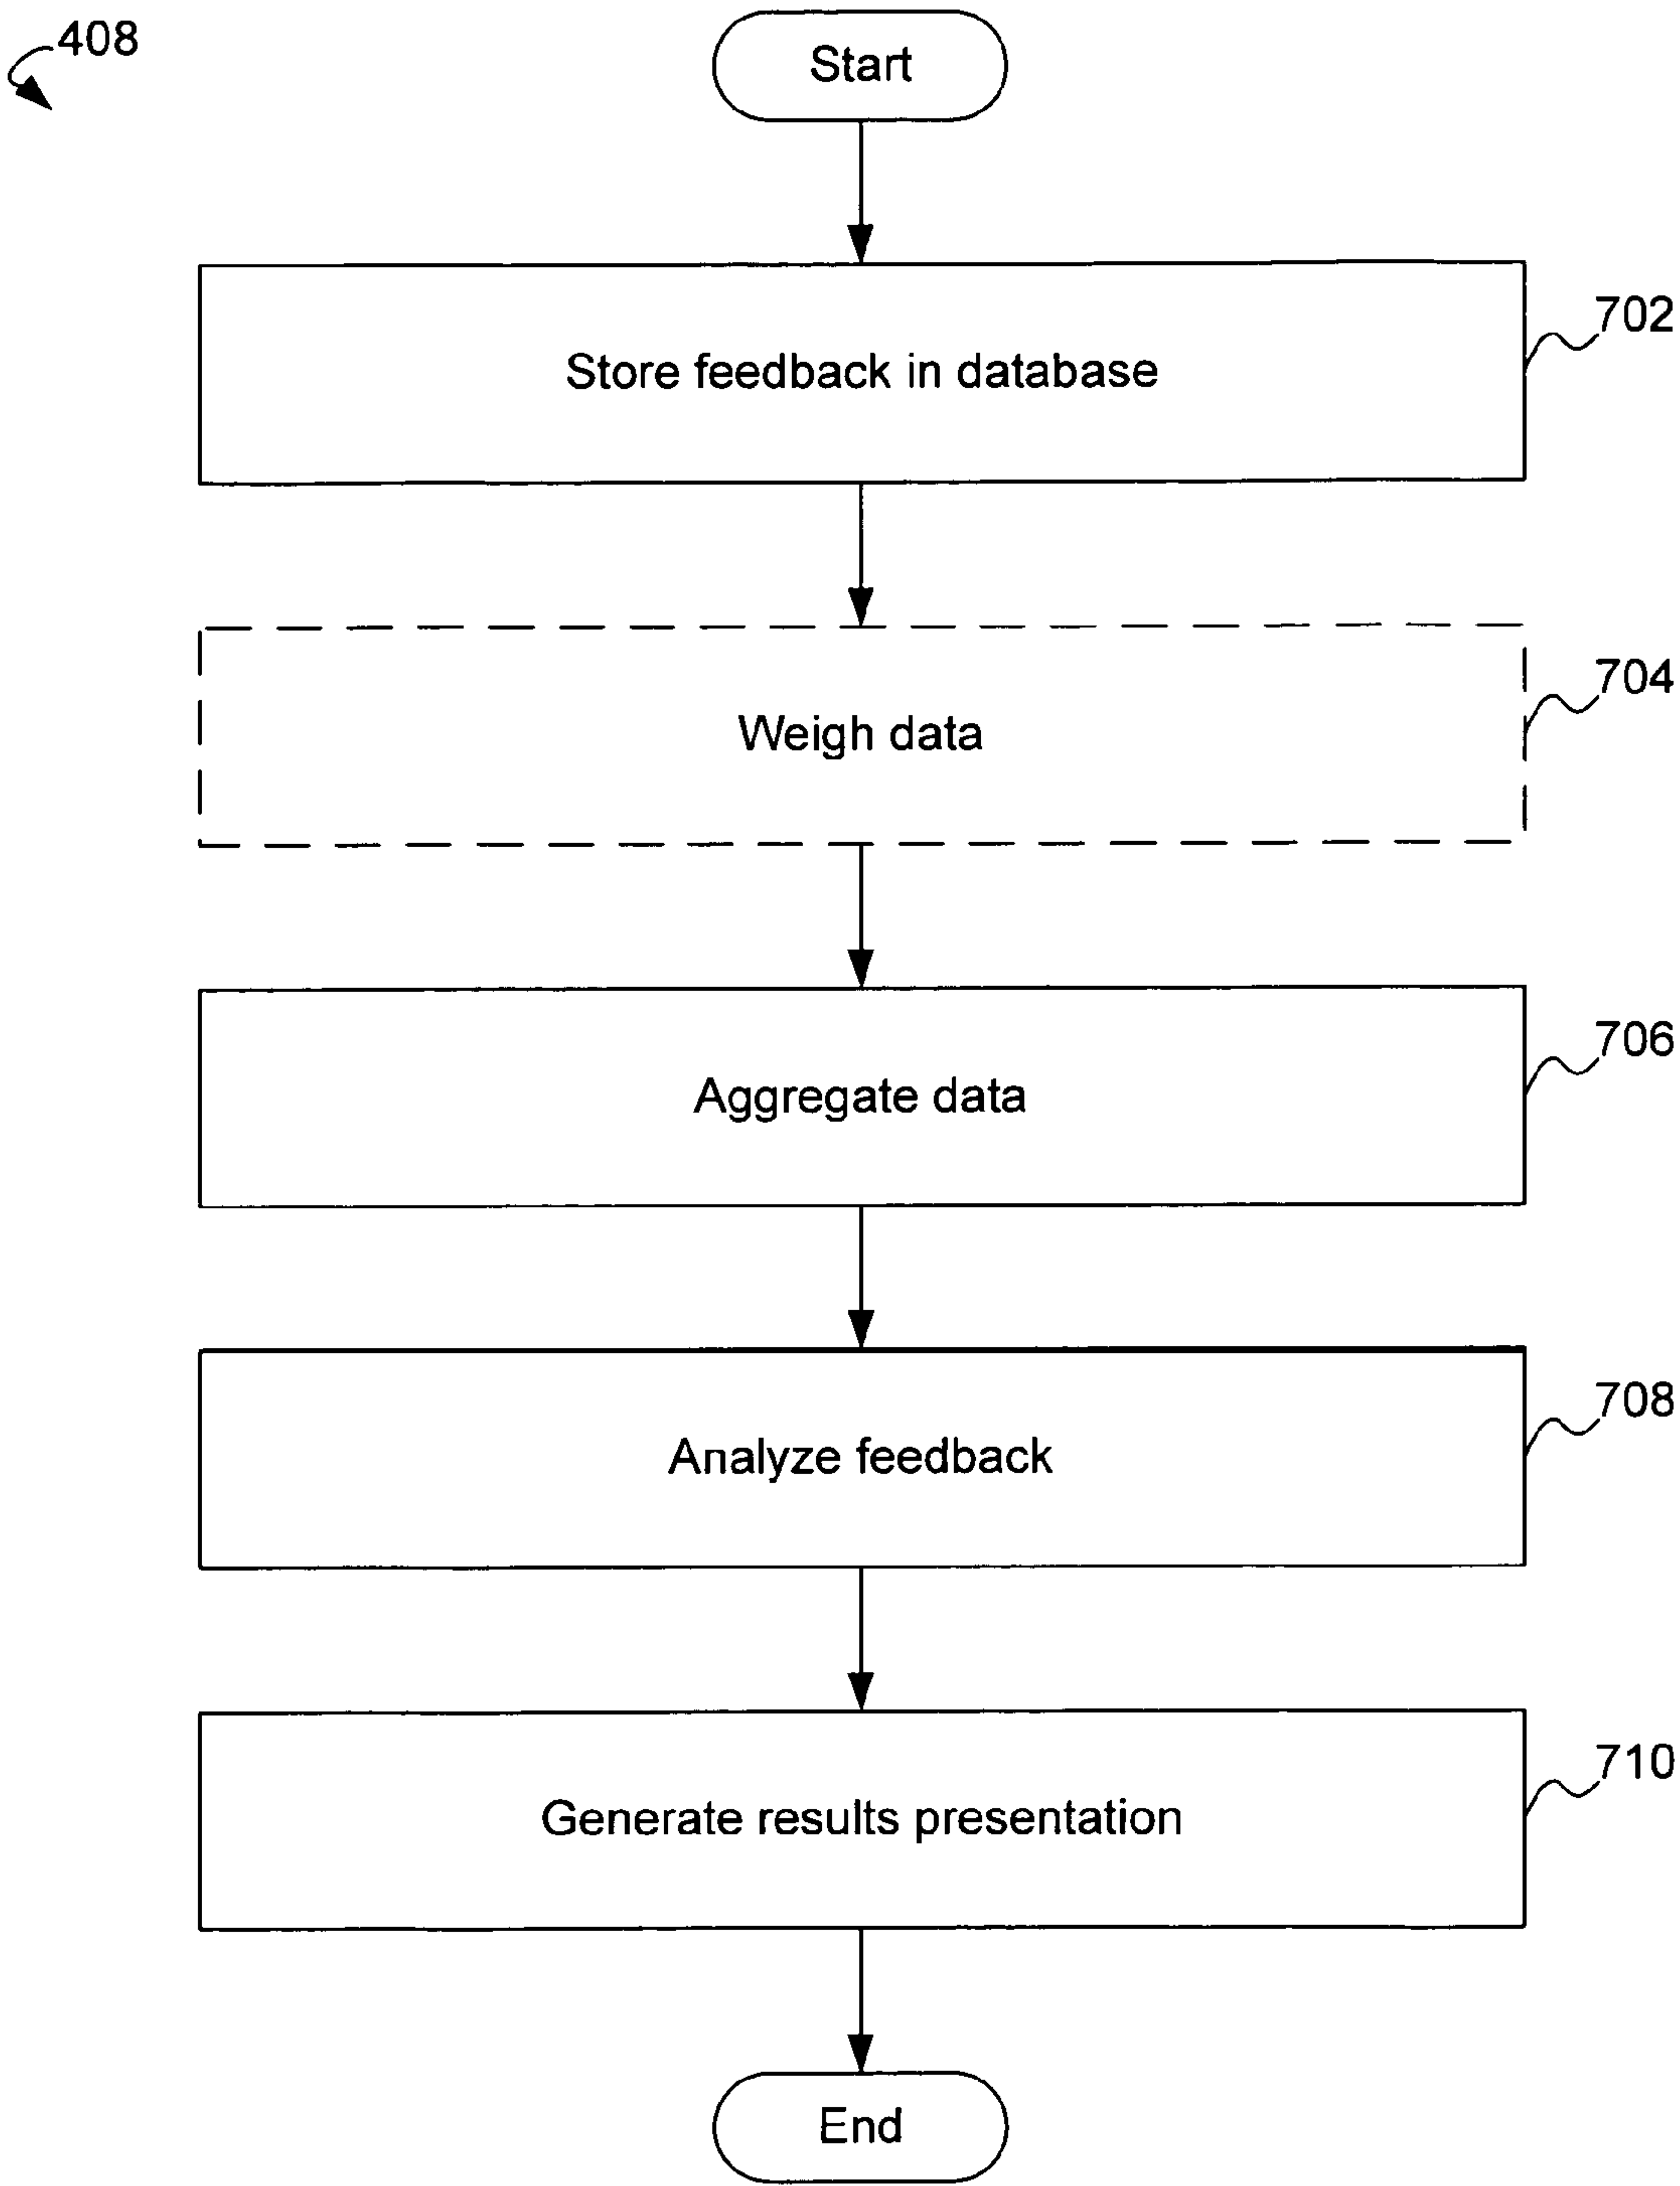 408
Start
Store feedback in database
702
Weigh data
704
Aggregate data
706
Analyze feedback
708
Generate results presentation
710
End